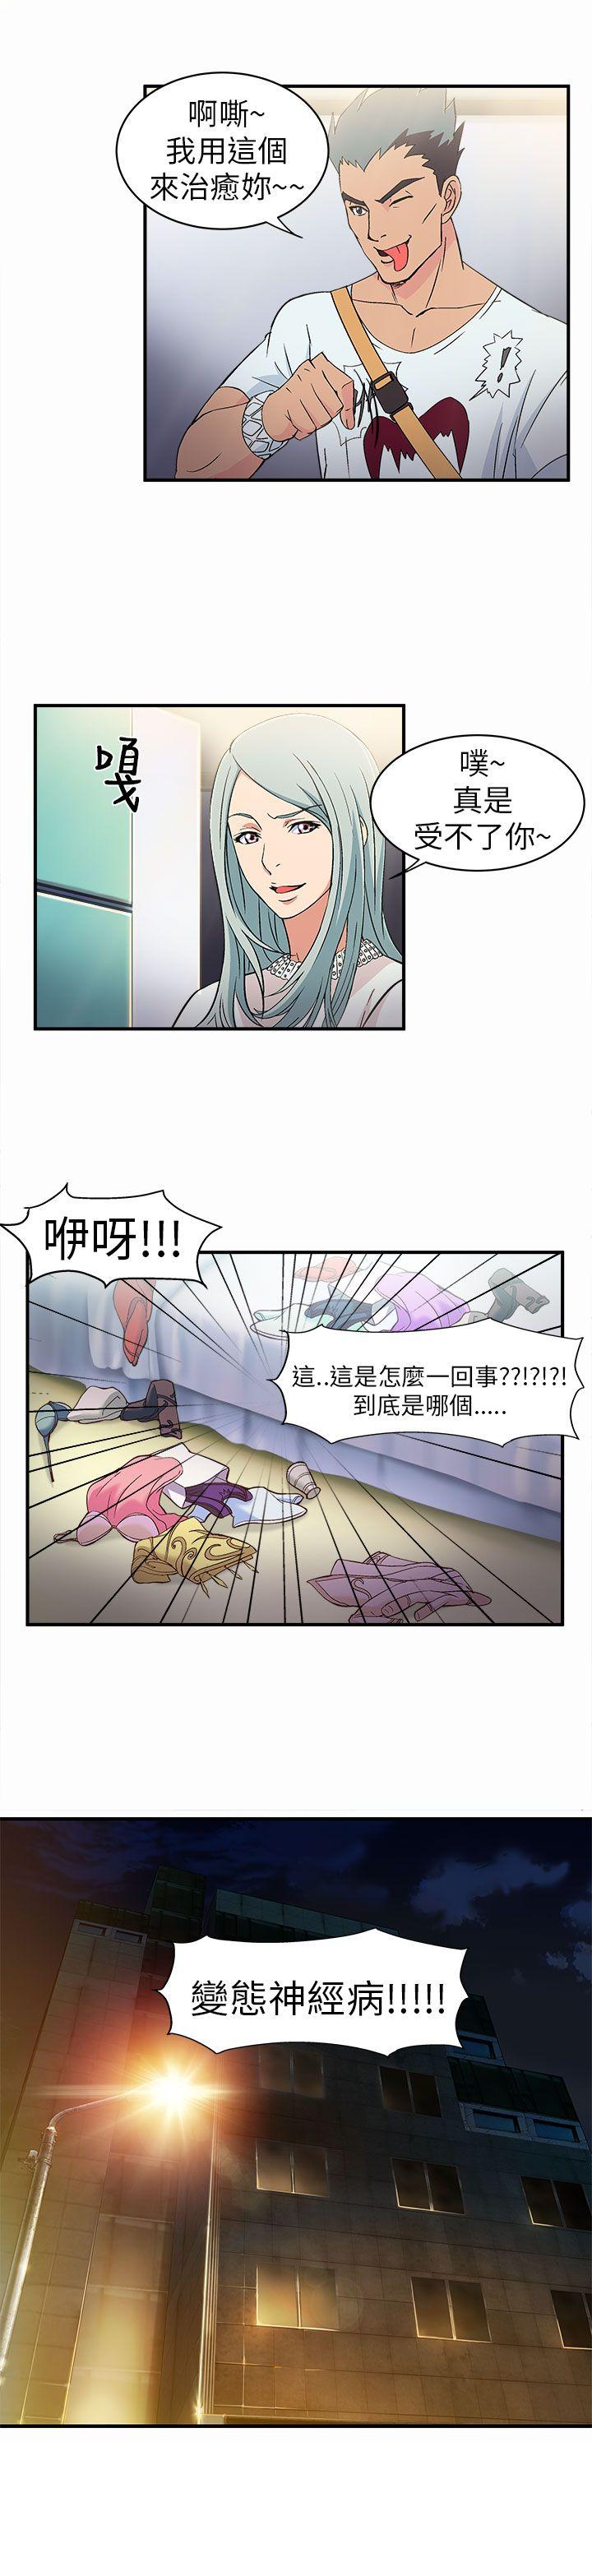 啊嘶~
我用這個
來治癒妳~~
!
嘎
噗~
真是
受不了你~
咿呀!!!
這..這是怎麼一回事??!?!?!
到底是哪個.....
變態神經病!!!!!